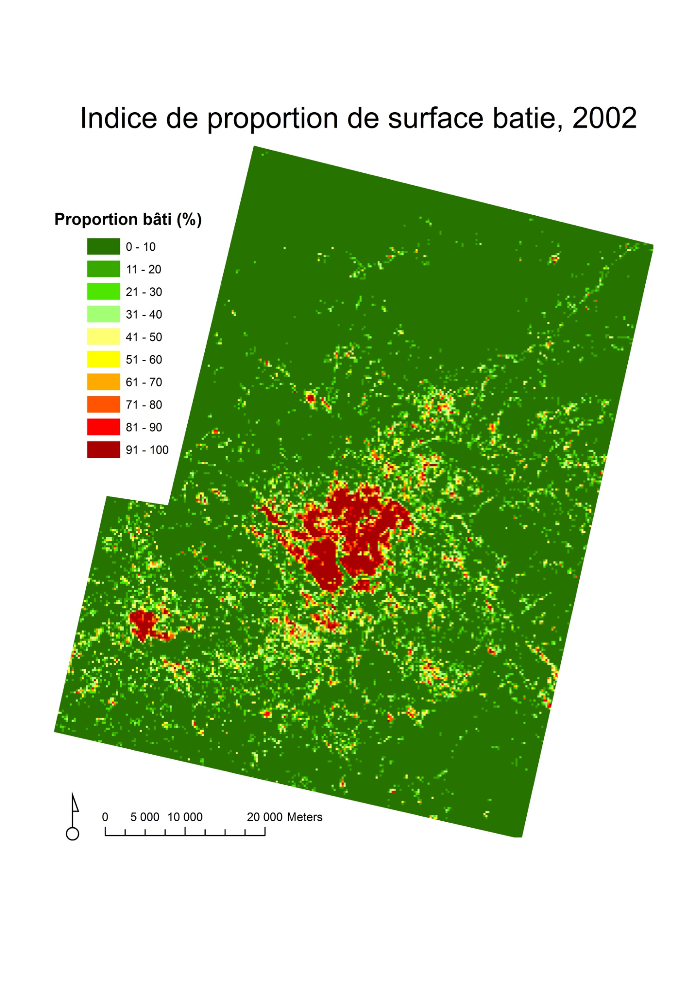 Indice de proportion de surface batie, 2002
Proportion bâti (%)
0 - 10
11 - 20
21 - 30
31 - 40
41 - 50
51 - 60
61 - 70
71 - 80
81 - 90
91 - 100
0 5 000 10 000 20 000 Meters